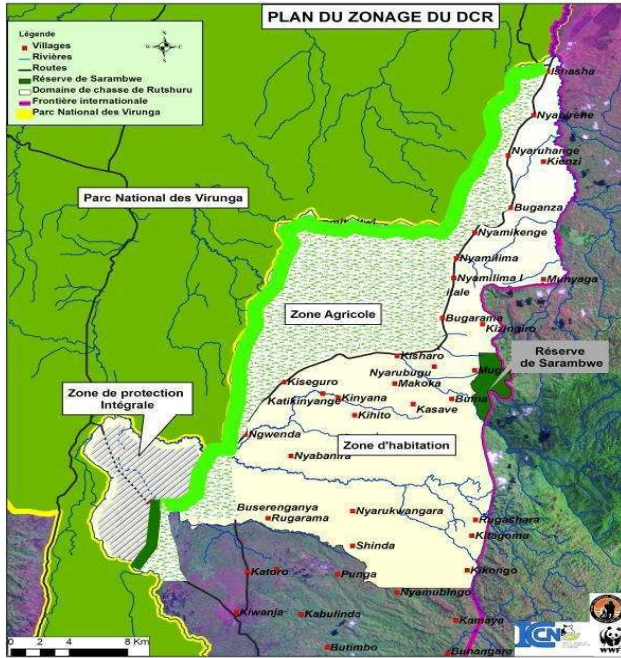 PLAN DU ZONAGE DU DCR
Légende
Villages
Rivières
Routes
Réserve de Sarambwe
Domaine de chasse de Rutshuru
Frontière internationale
Parc National des Virunga
Ishasha
Nyaruhange
Kienzi
Parc National des Virunga
Buganza
Nyamikenge
Nyamilima
Nyamilima I
Munyaga
Zone Agricole
Bugarama
Kizingiro
Kisharo
Réserve
de Sarambwe
Nyarubugu
Mug
Kiseguro
Makoka
Zone de protection
Intégrale
Katikinyange
Kinyana
Kasave
Buma
Kihito
Ngwenda
Zone d'habitation
Nyabanira
Buserenganya
Rugarama
Nyarukwangara
Rugashara
Kitagoma
Shinda
Katoro
Punga
Kikongo
Nyamubingo
Kiwanja
Kabulinda
Kamaya
Butimbo
Bunangara
0 2 4 8 Km
ICCN
WWF